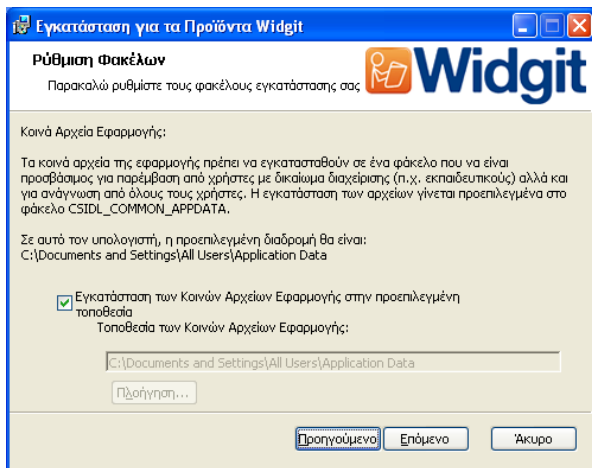 Εγκατάσταση για τα Προϊόντα Widgit
Ρύθμιση Φακέλων
Παρακαλώ ρυθμίστε τους φακέλους εγκατάστασης σας
Widgit
Κοινά Αρχεία Εφαρμογής:
Τα κοινά αρχεία της εφαρμογής πρέπει να εγκατασταθούν σε ένα φάκελο που να είναι
προσβάσιμος για παρέμβαση από χρήστες με δικαίωμα διαχείρισης (π.χ. εκπαιδευτικούς) αλλά και
για ανάγνωση από όλους τους χρήστες. Η εγκατάσταση των αρχείων γίνεται προεπιλεγμένα στο
φάκελο CSIDL_COMMON_APPDATA.
Σε αυτό τον υπολογιστή, η προεπιλεγμένη διαδρομή θα είναι:
C:\Documents and Settings\All Users\Application Data
Εγκατάσταση των Κοινών Αρχείων Εφαρμογής στην προεπιλεγμένη
τοποθεσία
Τοποθεσία των Κοινών Αρχείων Εφαρμογής:
C:\Documents and Settings\All Users\Application Data
Πλοήγηση...
Προηγούμενο Επόμενο Άκυρο